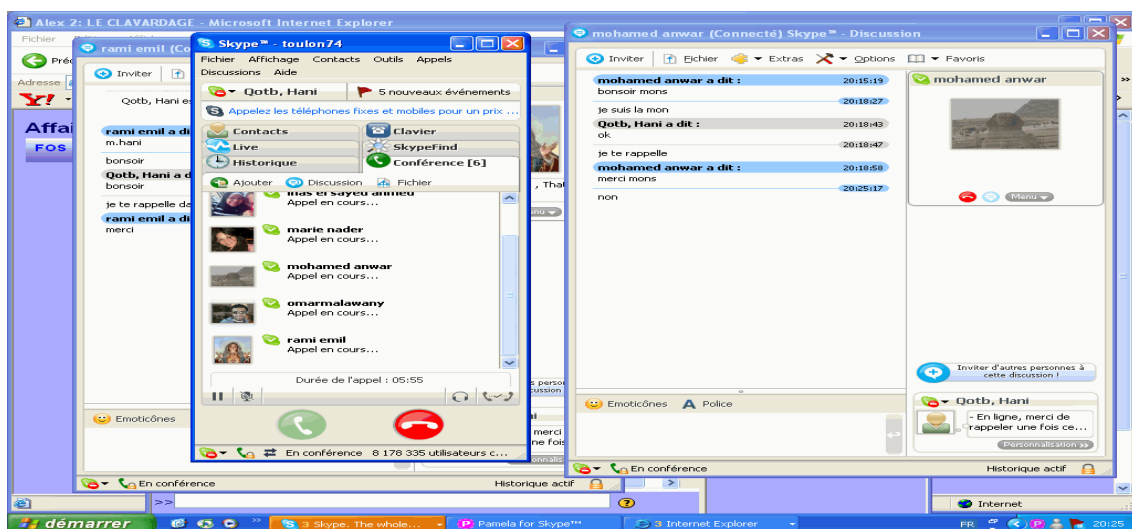 Alex 2: LE CLAVARDAGE - Microsoft Internet Explorer
Fichier
Adresse
Affai
FOS
>>
Internet
rami emil (Co
Inviter
Qotb, Hani es
rami emil a di
m.hani
bonsoir
Qotb, Hani a d
bonsoir
je te rappelle da
rami emil a di
merci
Emoticônes
En conférence
Historique actif
, Thal
Skype™ - toulon74
Fichier Affichage Contacts Outils Appels
Discussions Aide
Qotb, Hani
5 nouveaux événements
Appelez les téléphones fixes et mobiles pour un prix ...
Contacts
Clavier
Live
SkypeFind
Historique
Conférence [6]
Ajouter Discussion Fichier
inas el sayed ahmed
Appel en cours...
marie nader
Appel en cours...
mohamed anwar
Appel en cours...
omarmalawany
Appel en cours...
rami emil
Appel en cours...
Durée de l'appel : 05:55
En conférence 8 178 335 utilisateurs c...
mohamed anwar (Connecté) Skype™ - Discussion
Inviter Fichier Extras Options Favoris
mohamed anwar a dit : 20:15:19
bonsoir mons
20:18:27
je suis la mon
Qotb, Hani a dit : 20:18:43
ok
20:18:47
je te rappelle
mohamed anwar a dit : 20:18:58
merci mons
20:25:17
non
mohamed anwar
Menu
Inviter d'autres personnes à
cette discussion !
Emoticônes A Police
Qotb, Hani
- En ligne, merci de
rappeler une fois ce...
Personnalisation >>
En conférence
Historique actif
démarrer
3 Skype. The whole...
Pamela for Skype™
3 Internet Explorer
FR
20:25